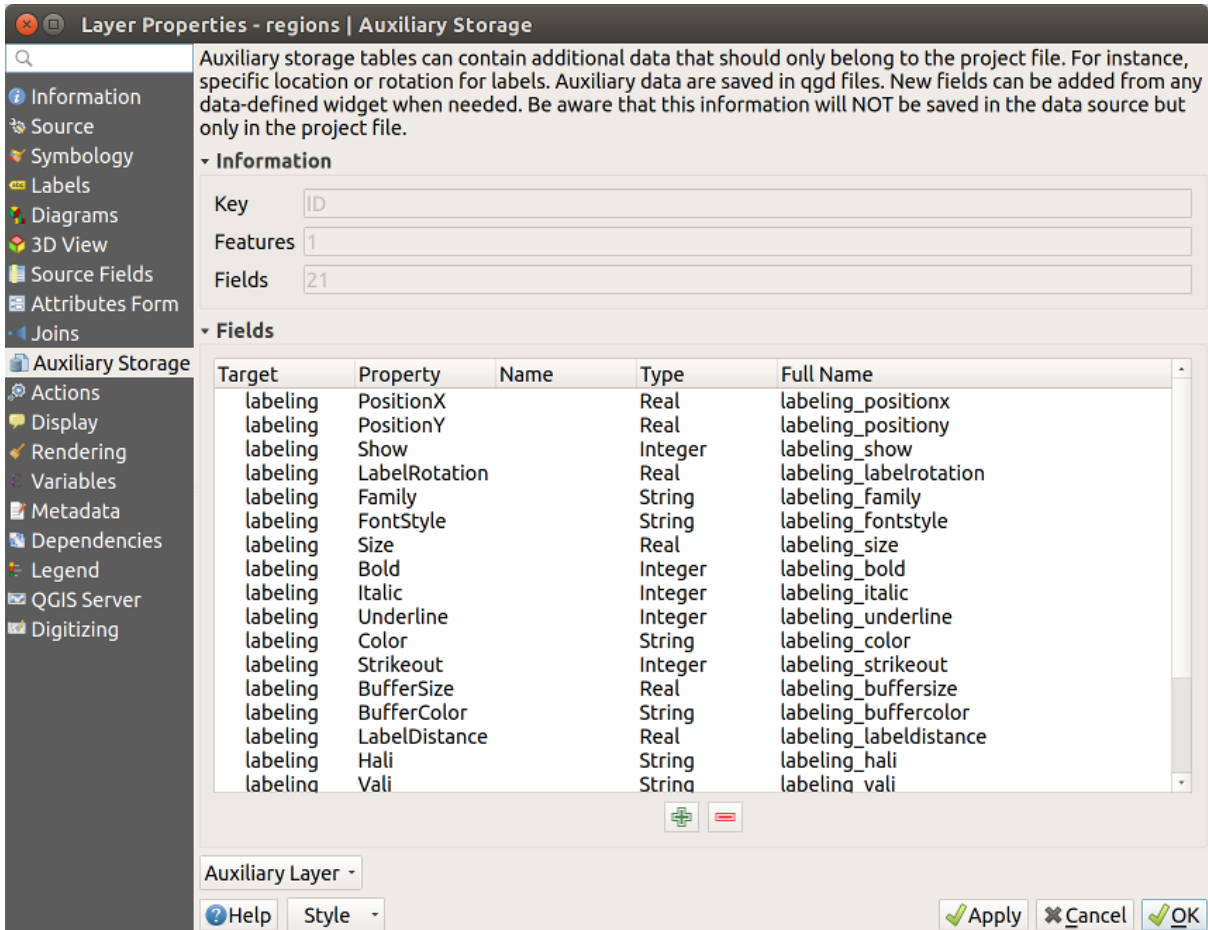 Layer Properties - regions | Auxiliary Storage
Information
Source
Symbology
Labels
Diagrams
3D View
Source Fields
Attributes Form
Joins
Auxiliary Storage
Actions
Display
Rendering
Variables
Metadata
Dependencies
Legend
QGIS Server
Digitizing
Auxiliary storage tables can contain additional data that should only belong to the project file. For instance,
specific location or rotation for labels. Auxiliary data are saved in qgd files. New fields can be added from any
data-defined widget when needed. Be aware that this information will NOT be saved in the data source but
only in the project file.
Information
Key ID
Features 1
Fields 21
Fields
Target Property Name Type Full Name
labeling PositionX Real labeling_positionx
labeling PositionY Real labeling_positiony
labeling Show Integer labeling_show
labeling LabelRotation Real labeling_labelrotation
labeling Family String labeling_family
labeling FontStyle String labeling_fontstyle
labeling Size Real labeling_size
labeling Bold Integer labeling_bold
labeling Italic Integer labeling_italic
labeling Underline Integer labeling_underline
labeling Color String labeling_color
labeling Strikeout Integer labeling_strikeout
labeling BufferSize Real labeling_buffersize
labeling BufferColor String labeling_buffercolor
labeling LabelDistance Real labeling_labeldistance
labeling Hali String labeling_hali
labeling Vali String labeling_vali
Auxiliary Layer
Help Style Apply Cancel OK